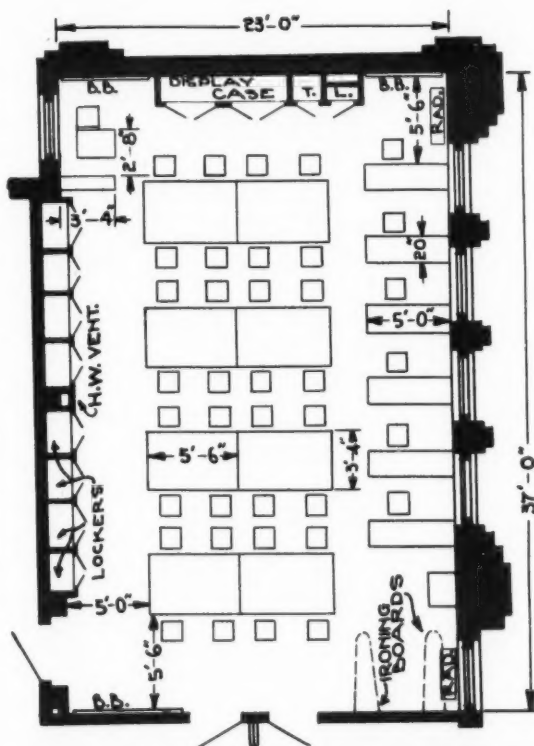 23'-0"
B.B.
DISPLAY
CASE
T.
L.
B.B.
5'-6"
RAD.
2'-8"
3'-4"
20"
H.W. VENT.
5'-0"
5'-6"
3'-4"
37'-0"
LOCKERS
5'-0"
5'-6"
IRONING
BOARDS
RAD.
B.B.